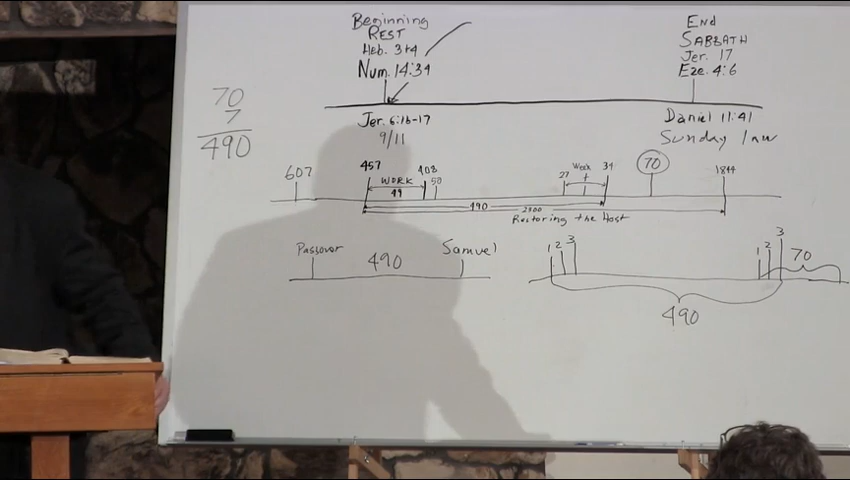 Beginning
REST
Heb. 3+4
Num. 14:34
End
SABBATH
Jer. 17
Eze. 4:6
Jer. 6:16-17
9/11
Daniel 11:41
Sunday law
70
7
490
607
457
WORK
49
408
50
27
Week
34
70
1844
490
2300
Restoring the Host
Passover
490
Samuel
1 2 3
1 2 3
70
490